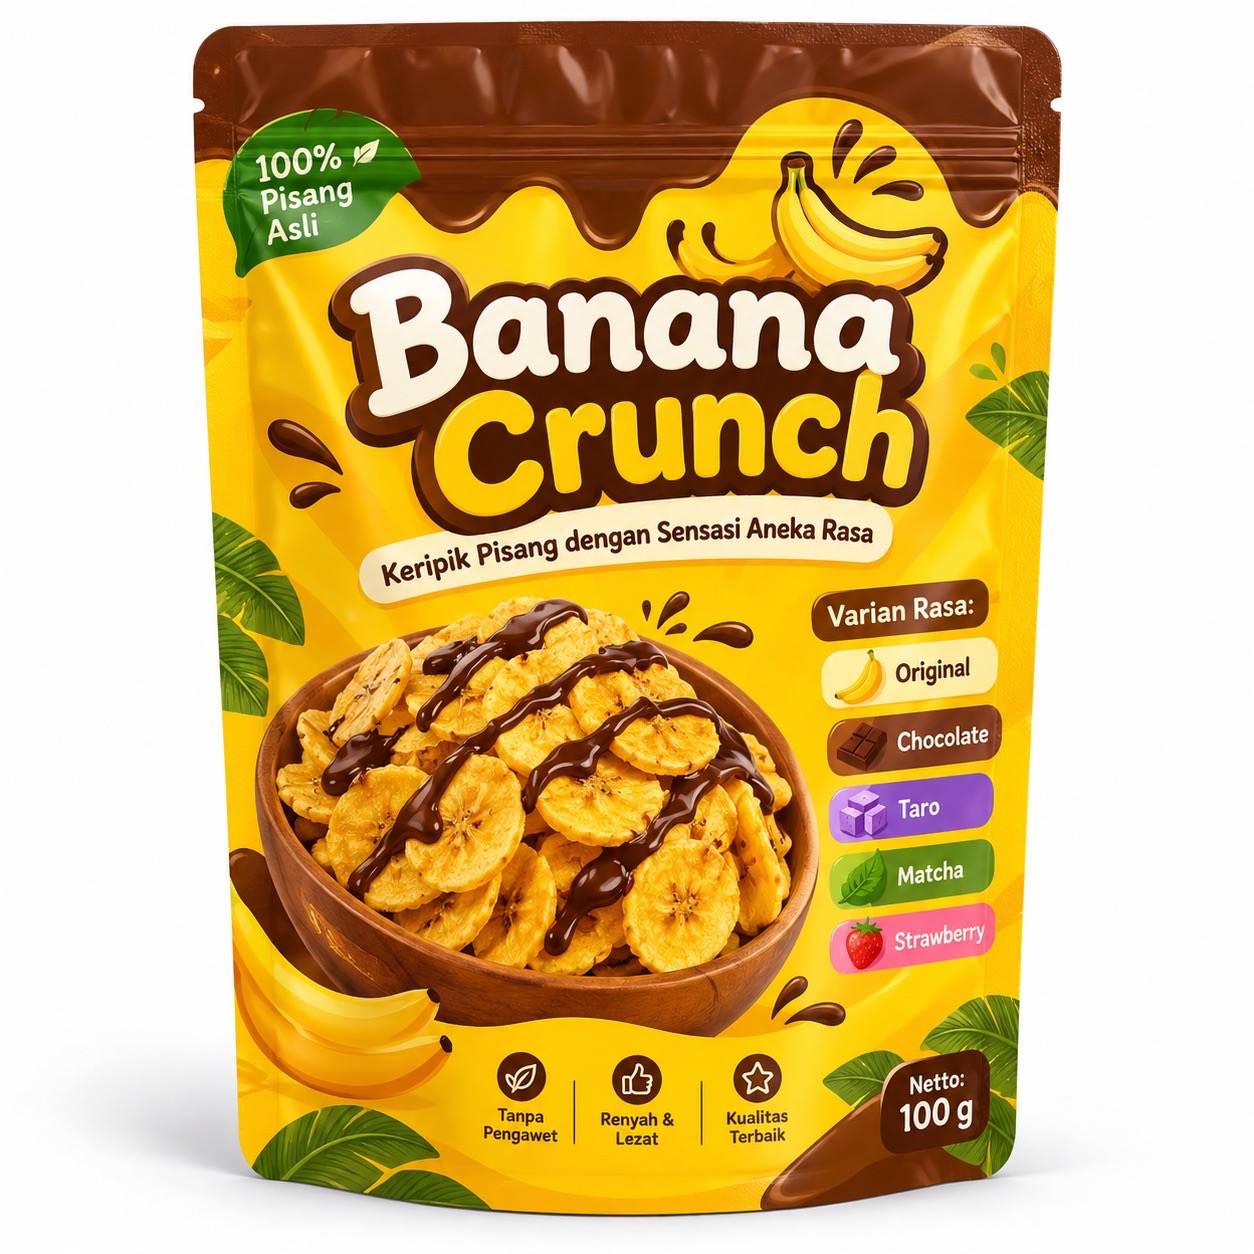 100%
Pisang
Asli
Banana
Crunch
Keripik Pisang dengan Sensasi Aneka Rasa
Varian Rasa:
Original
Chocolate
Taro
Matcha
Strawberry
Tanpa
Pengawet
Renyah &
Lezat
Kualitas
Terbaik
Netto:
100 g